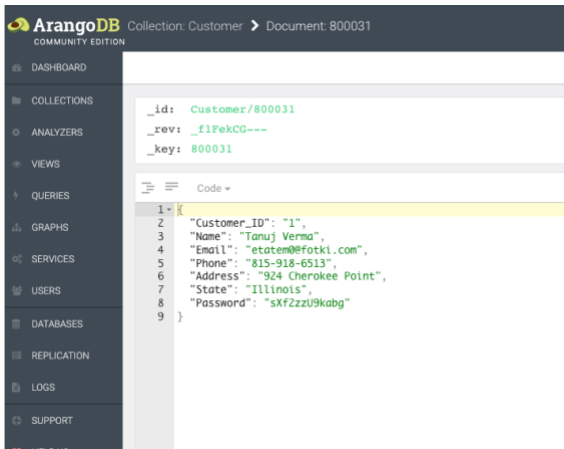 ArangoDB Collection: Customer > Document: 800031
COMMUNITY EDITION
DASHBOARD
COLLECTIONS
ANALYZERS
VIEWS
QUERIES
GRAPHS
SERVICES
USERS
DATABASES
REPLICATION
LOGS
SUPPORT
_id: Customer/800031
_rev: _f1FekCG---
_key: 800031
Code
1 {
2 "Customer_ID": "1",
3 "Name": "Tanuj Verma",
4 "Email": "etatem0@fotki.com",
5 "Phone": "815-918-6513",
6 "Address": "924 Cherokee Point",
7 "State": "Illinois",
8 "Password": "sXfZzzU9kabg"
9 }